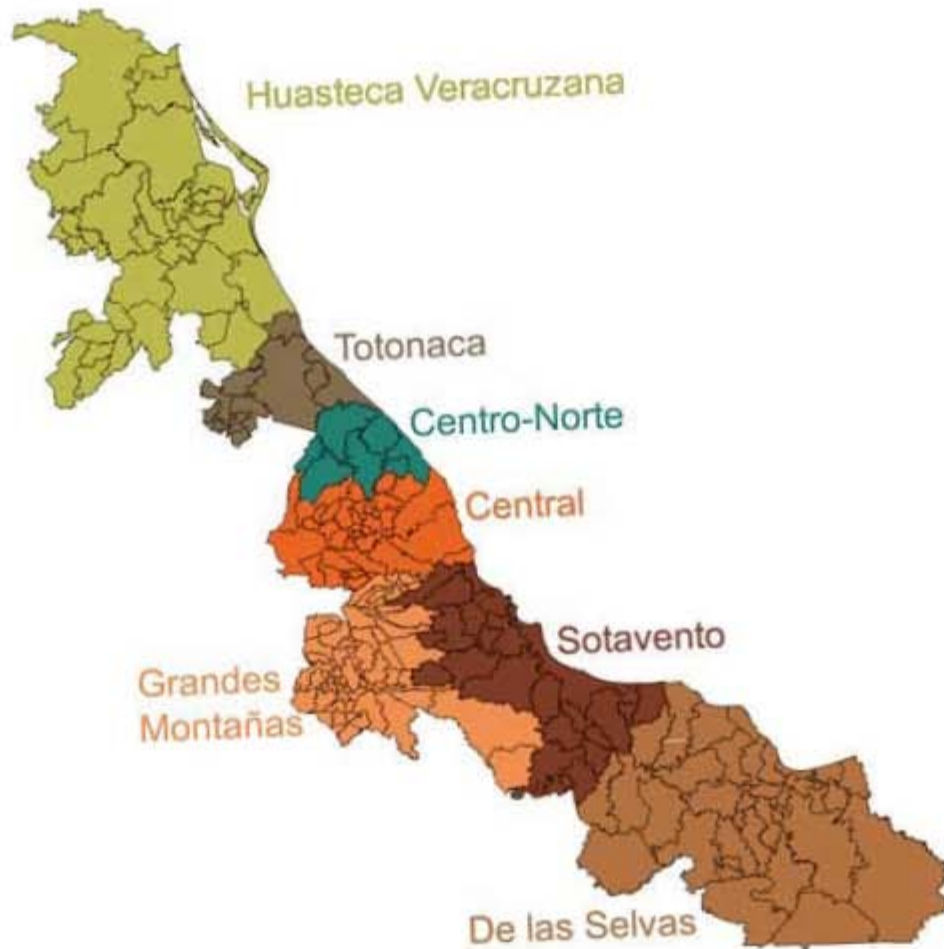 Huasteca Veracruzana
Totonaca
Centro-Norte
Central
Sotavento
Grandes
Montañas
De las Selvas